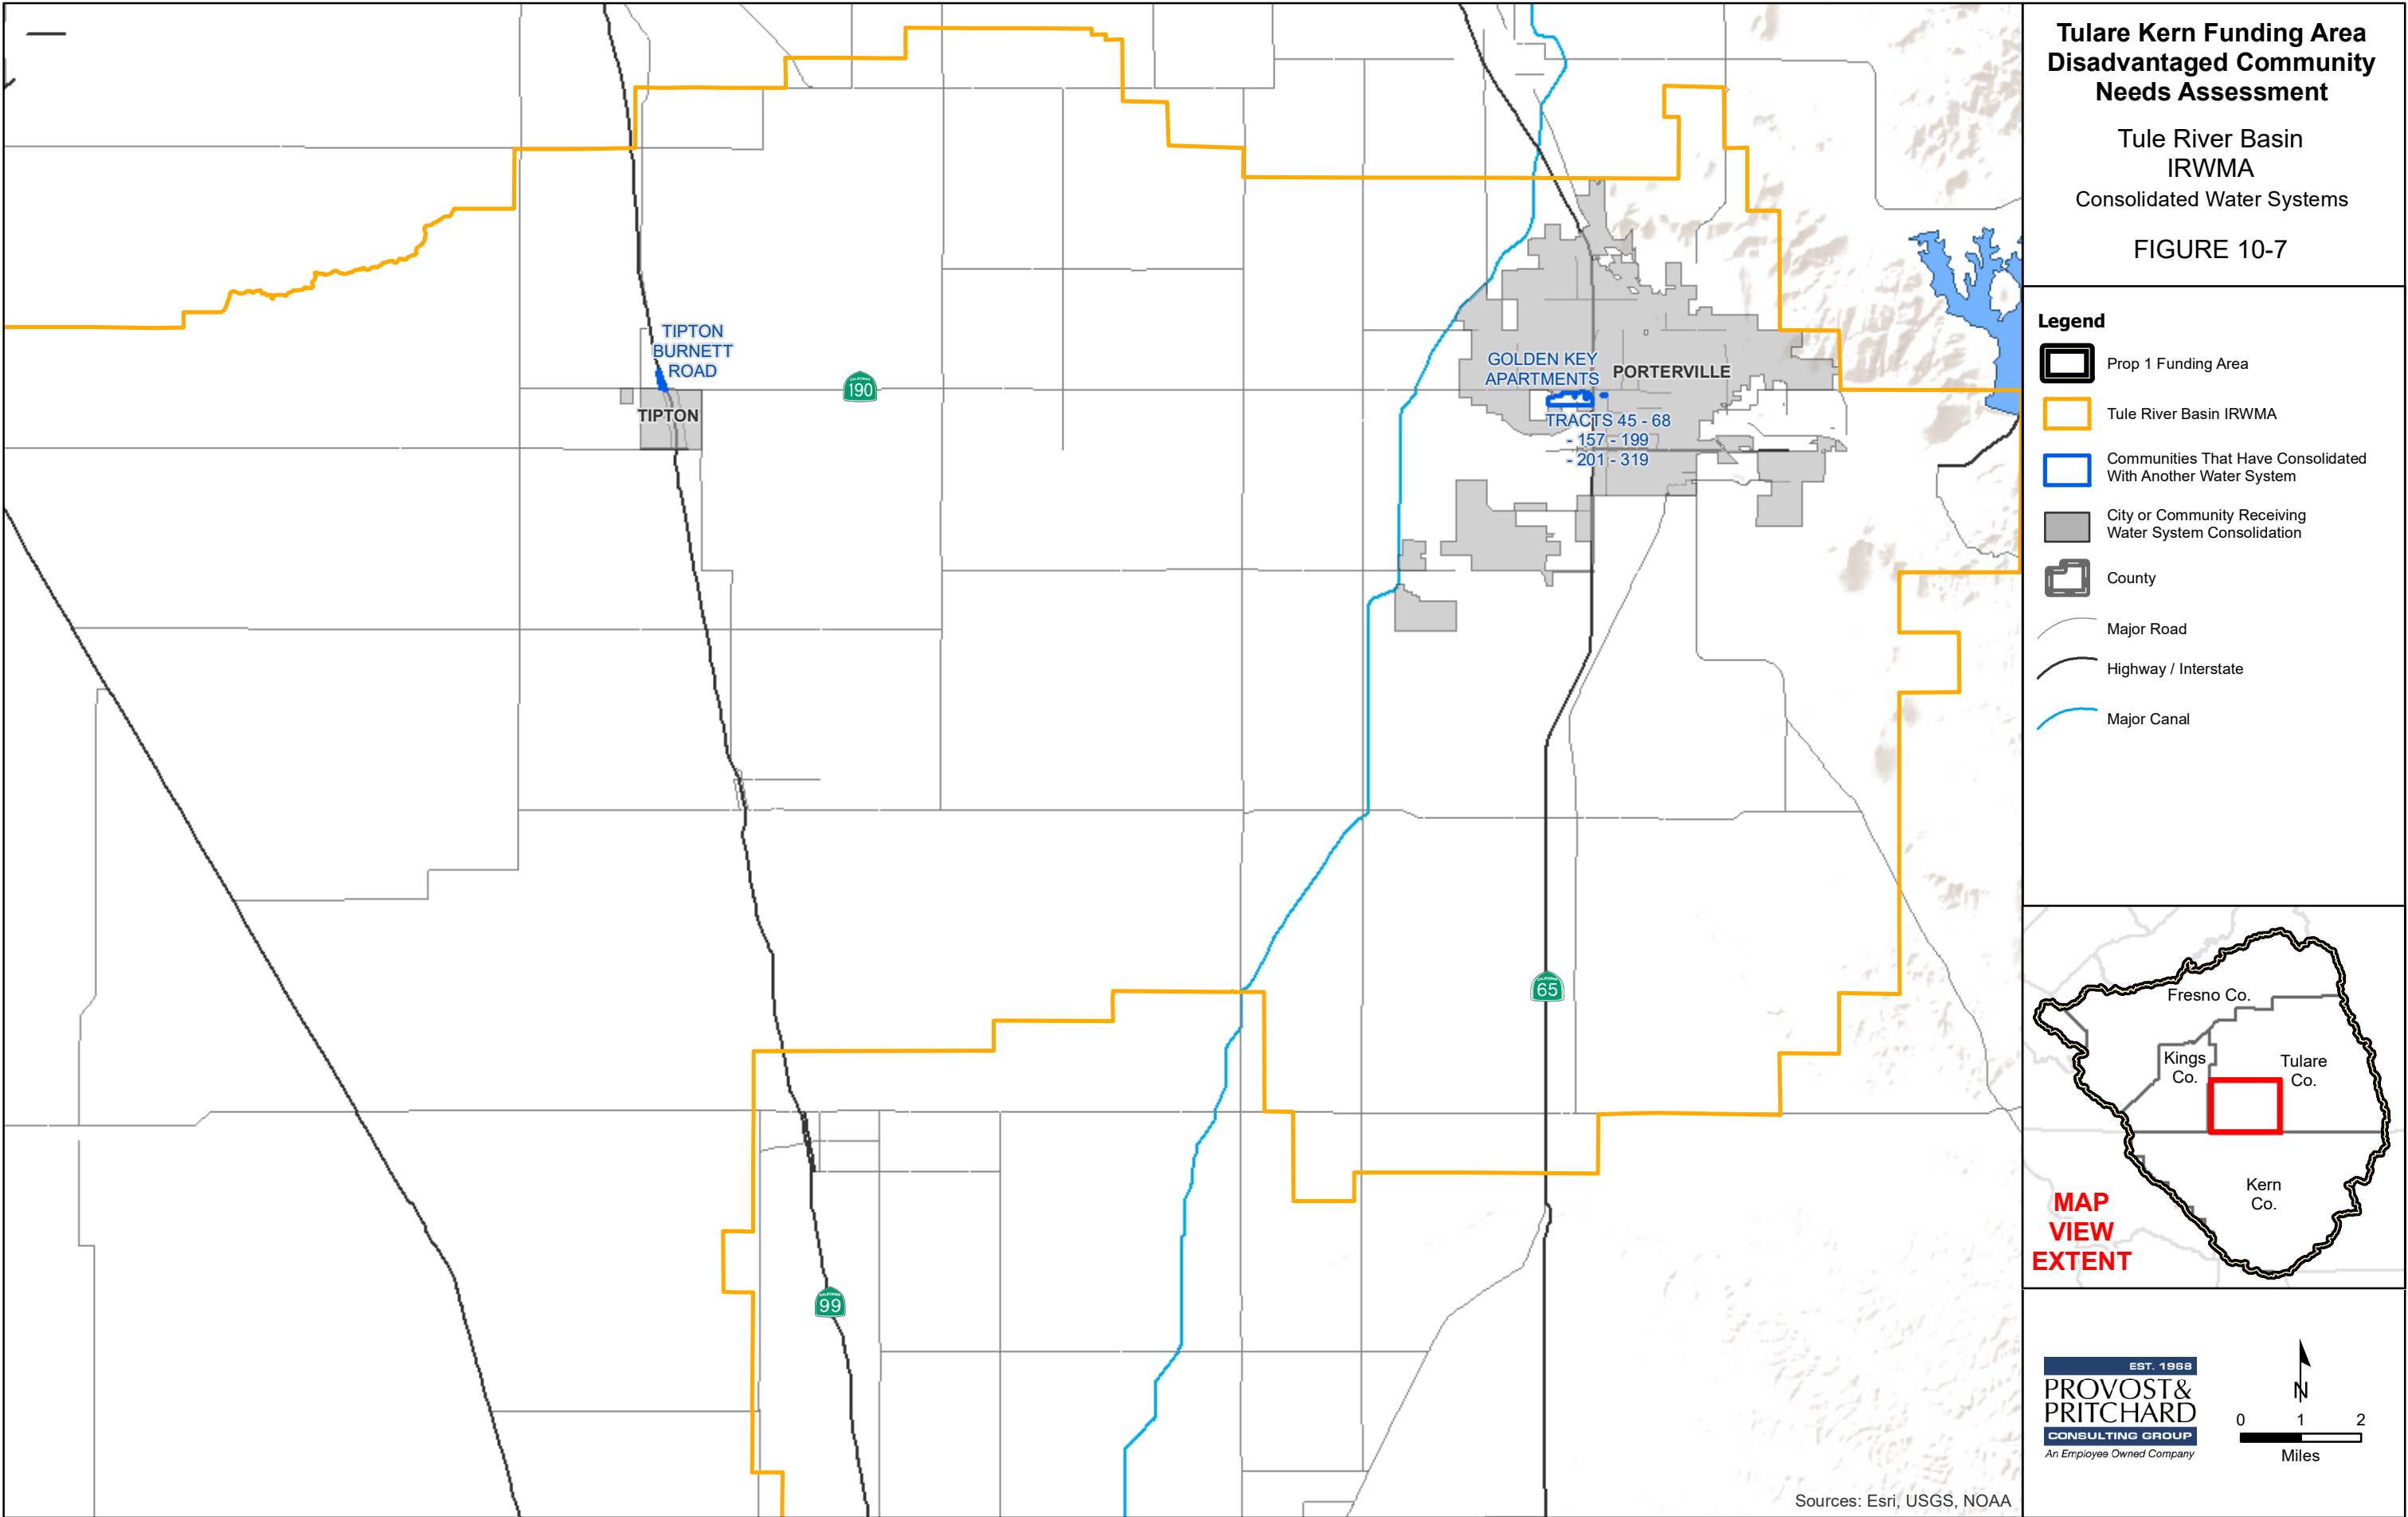 Tulare Kern Funding Area
Disadvantaged Community
Needs Assessment
Tule River Basin
IRWMA
Consolidated Water Systems
FIGURE 10-7
Legend
Prop 1 Funding Area
Tule River Basin IRWMA
Communities That Have Consolidated
With Another Water System
City or Community Receiving
Water System Consolidation
County
Major Road
Highway / Interstate
Major Canal
TIPTON
BURNETT
ROAD
TIPTON
CALIFORNIA
190
GOLDEN KEY
APARTMENTS
PORTERVILLE
TRACTS 45 - 68
- 157 - 199
- 201 - 319
CALIFORNIA
65
CALIFORNIA
99
Sources: Esri, USGS, NOAA
Fresno Co.
Kings
Co.
Tulare
Co.
Kern
Co.
MAP
VIEW
EXTENT
EST. 1968
PROVOST&
PRITCHARD
CONSULTING GROUP
An Employee Owned Company
N
0 1 2
Miles